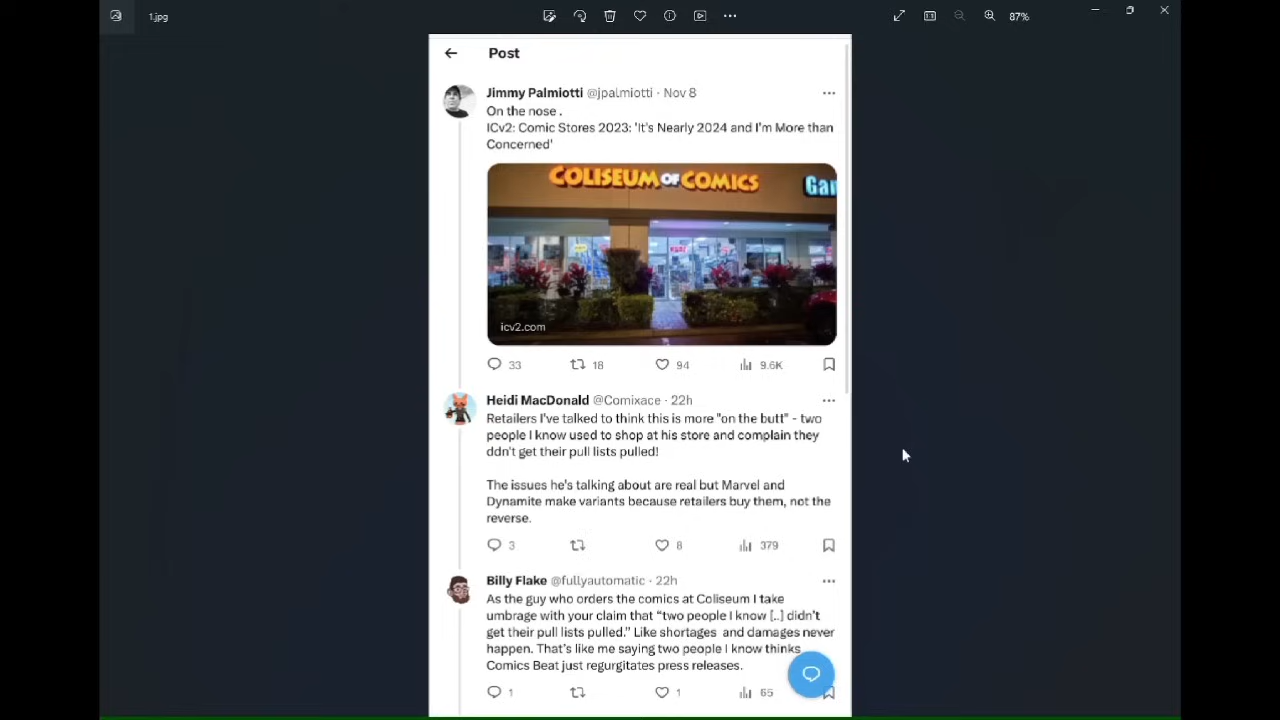 1.jpg
87%
Post
Jimmy Palmiotti @jpalmiotti · Nov 8
On the nose .
ICv2: Comic Stores 2023: 'It's Nearly 2024 and I'm More than
Concerned'
COLISEUM OF COMICS
Gar
icv2.com
33 18 94 9.6K
Heidi MacDonald @Comixace · 22h
Retailers I've talked to think this is more "on the butt" - two
people I know used to shop at his store and complain they
ddn't get their pull lists pulled!
The issues he's talking about are real but Marvel and
Dynamite make variants because retailers buy them, not the
reverse.
3 8 379
Billy Flake @fullyautomatic · 22h
As the guy who orders the comics at Coliseum I take
umbrage with your claim that “two people I know [..] didn’t
get their pull lists pulled.” Like shortages and damages never
happen. That’s like me saying two people I know thinks
Comics Beat just regurgitates press releases.
1 1 65